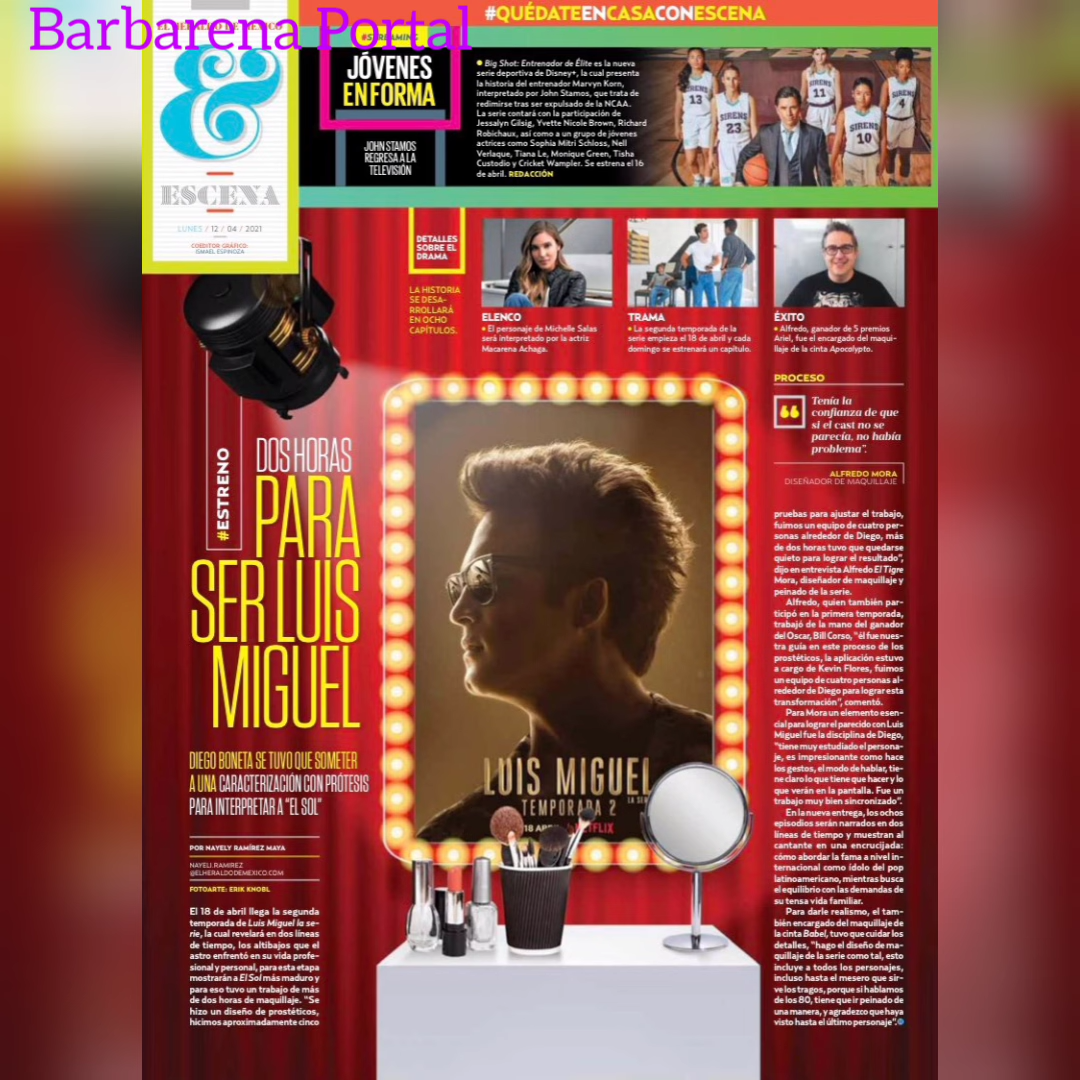 Barbarena Portal
EL HERALDO DE MÉXICO
&
ESCENA
LUNES / 12 / 04 / 2021
COEDITOR GRÁFICO:
ISMAEL ESPINOZA
#QUÉDATEENCASACONESCENA
#STREAMING
JÓVENES
EN FORMA
JOHN STAMOS
REGRESA A LA
TELEVISIÓN
Big Shot: Entrenador de Élite es la nueva
serie deportiva de Disney+, la cual presenta
la historia del entrenador Marvyn Korn,
interpretado por John Stamos, que trata de
redimirse tras ser expulsado de la NCAA.
La serie contará con la participación de
Jessalyn Gilsig, Yvette Nicole Brown, Richard
Robichaux, así como a un grupo de jóvenes
actrices como Sophia Mitri Schloss, Nell
Verlaque, Tiana Le, Monique Green, Tisha
Custodio y Cricket Wampler. Se estrena el 16
de abril. REDACCIÓN
SIRENS
13
SIRENS
23
SIRENS
11
SIRENS
10
SIRENS
4
DETALLES
SOBRE EL
DRAMA
LA HISTORIA
SE DESA-
RROLLARÁ
EN OCHO
CAPÍTULOS.
ELENCO
El personaje de Michelle Salas
será interpretado por la actriz
Macarena Achaga.
TRAMA
La segunda temporada de la
serie empieza el 18 de abril y cada
domingo se estrenará un capítulo.
ÉXITO
Alfredo, ganador de 5 premios
Ariel, fue el encargado del maqui-
llaje de la cinta Apocolypto.
#ESTRENO
DOS HORAS
PARA
SER LUIS
MIGUEL
DIEGO BONETA SE TUVO QUE SOMETER
A UNA CARACTERIZACIÓN CON PRÓTESIS
PARA INTERPRETAR A "EL SOL"
POR NAYELY RAMÍREZ MAYA
NAYELI.RAMIREZ
@ELHERALDODEMEXICO.COM
FOTOARTE: ERIK KNOBL
El 18 de abril llega la segunda
temporada de Luis Miguel la se-
rie, la cual revelará en dos líneas
de tiempo, los altibajos que el
astro enfrentó en su vida profe-
sional y personal, para esta etapa
mostrarán a El Sol más maduro y
para eso tuvo un trabajo de más
de dos horas de maquillaje. "Se
hizo un diseño de prostéticos,
hicimos aproximadamente cinco
LUIS MIGUEL
LA SERIE
TEMPORADA 2
18 ABR
NETFLIX
PROCESO
Tenía la
confianza de que
si el cast no se
parecía, no había
problema".
ALFREDO MORA
DISEÑADOR DE MAQUILLAJE
pruebas para ajustar el trabajo,
fuimos un equipo de cuatro per-
sonas alrededor de Diego, más
de dos horas tuvo que quedarse
quieto para lograr el resultado",
dijo en entrevista Alfredo El Tigre
Mora, diseñador de maquillaje y
peinado de la serie.
Alfredo, quien también par-
ticipó en la primera temporada,
trabajó de la mano del ganador
del Oscar, Bill Corso, "él fue nues-
tra guía en este proceso de los
prostéticos, la aplicación estuvo
a cargo de Kevin Flores, fuimos
un equipo de cuatro personas al-
rededor de Diego para lograr esta
transformación", comentó.
Para Mora un elemento esen-
cial para lograr el parecido con Luis
Miguel fue la disciplina de Diego,
"tiene muy estudiado el persona-
je, es impresionante como hace
los gestos, el modo de hablar, tie-
ne claro lo que tiene que hacer y lo
que verán en la pantalla. Fue un
trabajo muy bien sincronizado".
En la nueva entrega, los ocho
episodios serán narrados en dos
líneas de tiempo y muestran al
cantante en una encrucijada:
cómo abordar la fama a nivel in-
ternacional como ídolo del pop
latinoamericano, mientras busca
el equilibrio con las demandas de
su tensa vida familiar.
Para darle realismo, el tam-
bién encargado del maquillaje de
la cinta Babel, tuvo que cuidar los
detalles, "hago el diseño de ma-
quillaje de la serie como tal, esto
incluye a todos los personajes,
incluso hasta el mesero que sir-
ve los tragos, porque si hablamos
de los 80, tiene que ir peinado de
una manera, y agradezco que haya
visto hasta el último personaje".